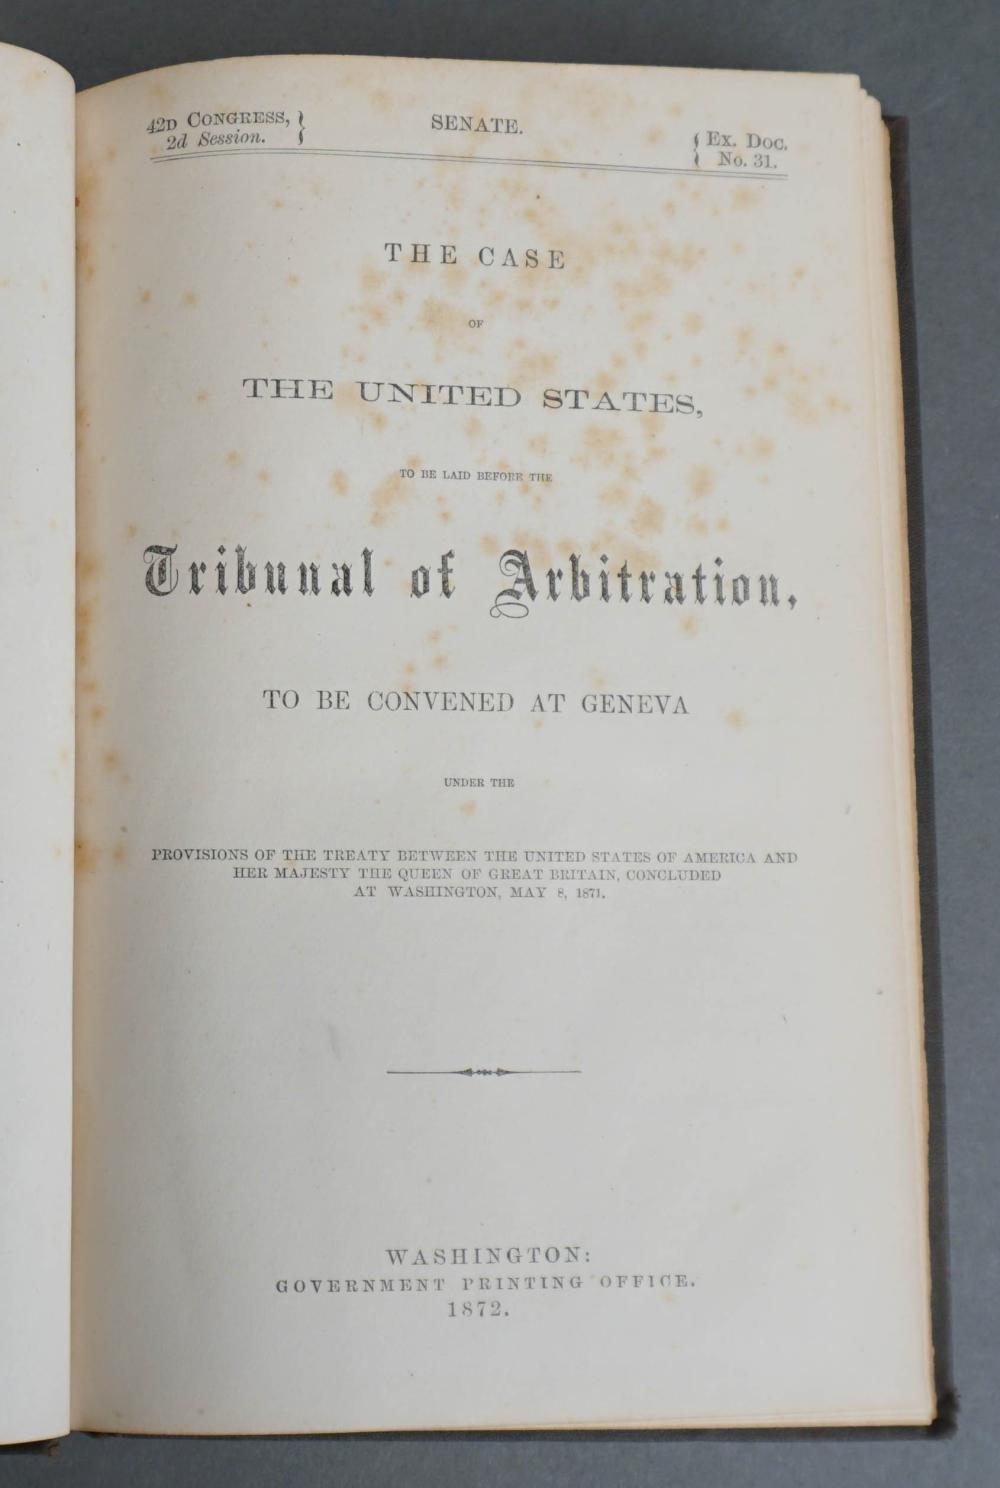 42D CONGRESS,
2d Session.
SENATE.
EX. DOC.
No. 31.
THE CASE
OF
THE UNITED STATES,
TO BE LAID BEFORE THE
Tribunal of Arbitration,
TO BE CONVENED AT GENEVA
UNDER THE
PROVISIONS OF THE TREATY BETWEEN THE UNITED STATES OF AMERICA AND
HER MAJESTY THE QUEEN OF GREAT BRITAIN, CONCLUDED
AT WASHINGTON, MAY 8, 1871.
WASHINGTON:
GOVERNMENT PRINTING OFFICE.
1872.